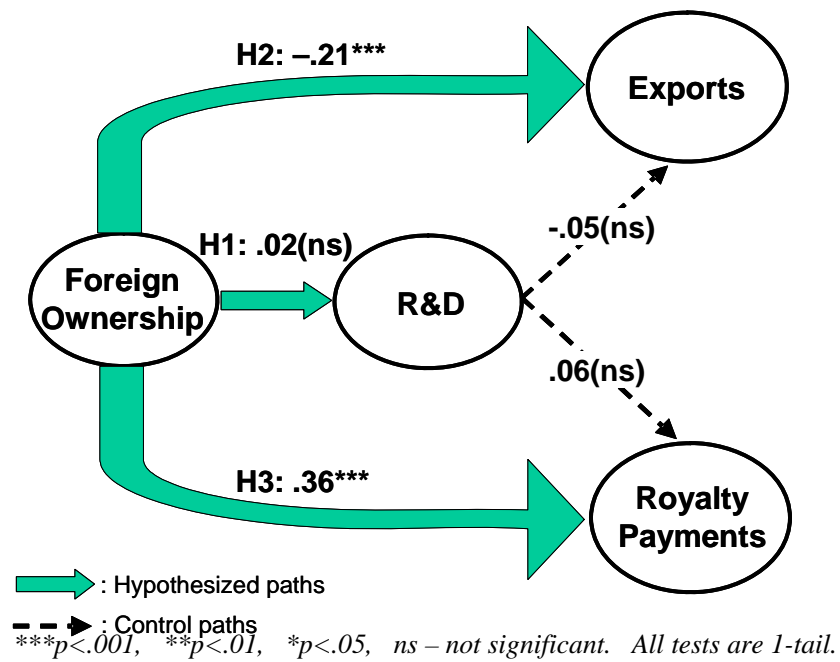 H2: –.21***
Exports
H1: .02(ns)
-.05(ns)
Foreign
Ownership
R&D
.06(ns)
H3: .36***
Royalty
Payments
: Hypothesized paths
: Control paths
***p<.001, **p<.01, *p<.05, ns – not significant. All tests are 1-tail.